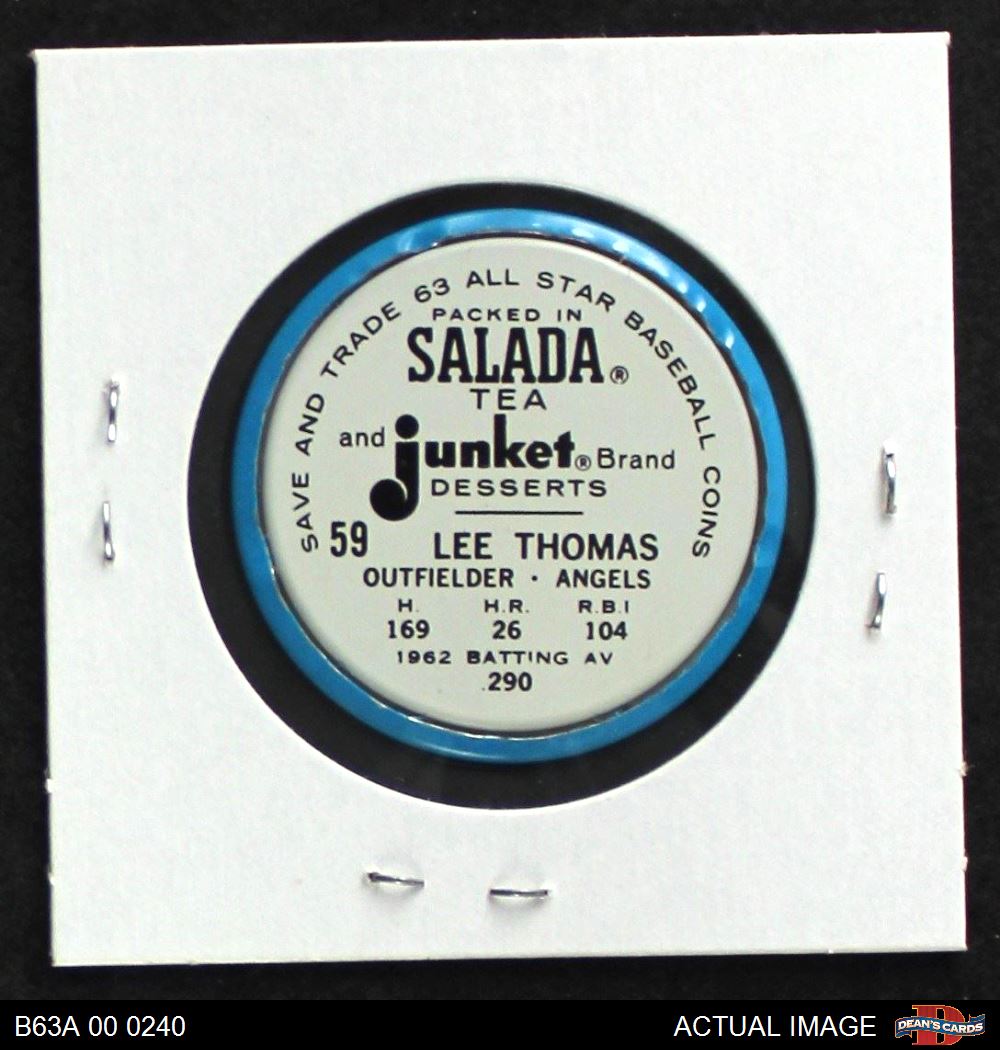 SAVE AND TRADE 63 ALL STAR BASEBALL COINS
PACKED IN
SALADA®
TEA
and junket® Brand
DESSERTS
59 LEE THOMAS
OUTFIELDER · ANGELS
H. H.R. R.B.I
169 26 104
1962 BATTING AV
.290
B63A 00 0240 ACTUAL IMAGE DEAN'S CARDS